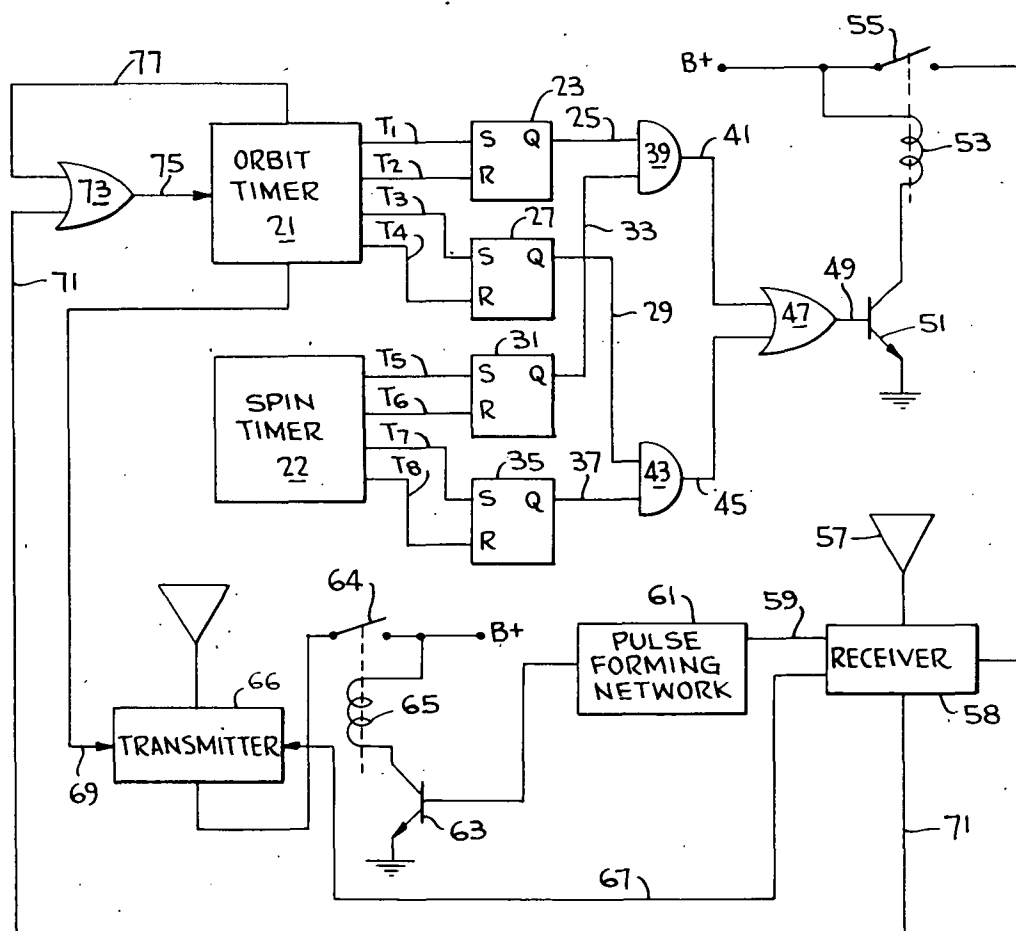 77
55
B+
23
T1
S Q
25
39
41
53
ORBIT
TIMER
21
T2
R
73
75
T3
27
33
T4
S Q
R
71
29
47
49
51
31
T5
S Q
SPIN
TIMER
22
T6
R
T7
35
37
43
45
T8
S Q
R
57
64
B+
61
59
PULSE
FORMING
NETWORK
RECEIVER
58
66
65
TRANSMITTER
69
63
71
67